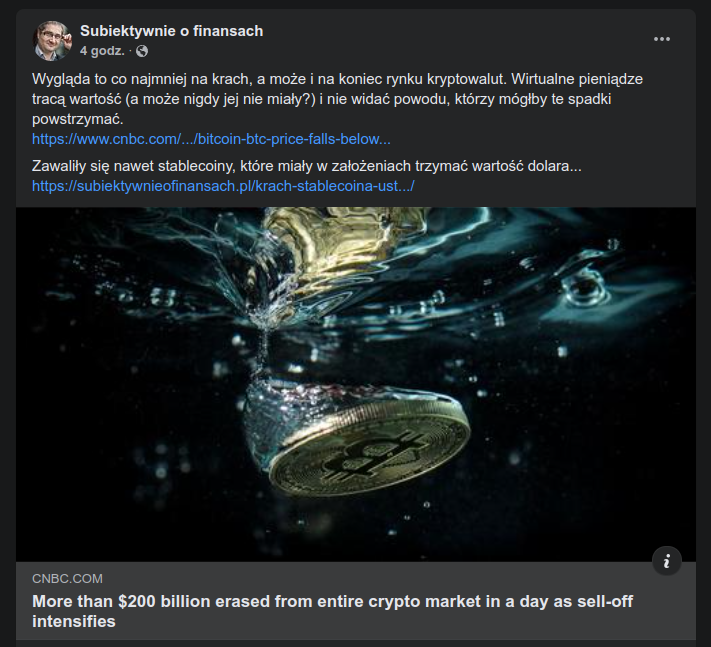 Subiektywnie o finansach
4 godz. ·
Wygląda to co najmniej na krach, a może i na koniec rynku kryptowalut. Wirtualne pieniądze
tracą wartość (a może nigdy jej nie miały?) i nie widać powodu, którzy mógłby te spadki
powstrzymać.
https://www.cnbc.com/.../bitcoin-btc-price-falls-below...
Zawaliły się nawet stablecoiny, które miały w założeniach trzymać wartość dolara...
https://subiektywnieofinansach.pl/krach-stablecoina-ust.../
CNBC.COM
More than $200 billion erased from entire crypto market in a day as sell-off
intensifies